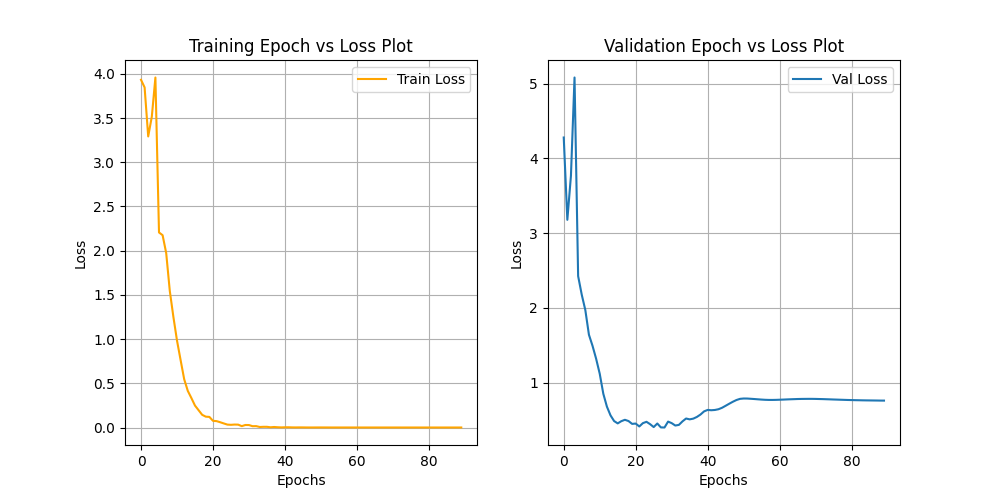 Training Epoch vs Loss Plot
4.0
3.5
3.0
2.5
2.0
1.5
1.0
0.5
0.0
Loss
Train Loss
0 20 40 60 80
Epochs
Validation Epoch vs Loss Plot
5
4
3
2
1
Loss
Val Loss
0 20 40 60 80
Epochs